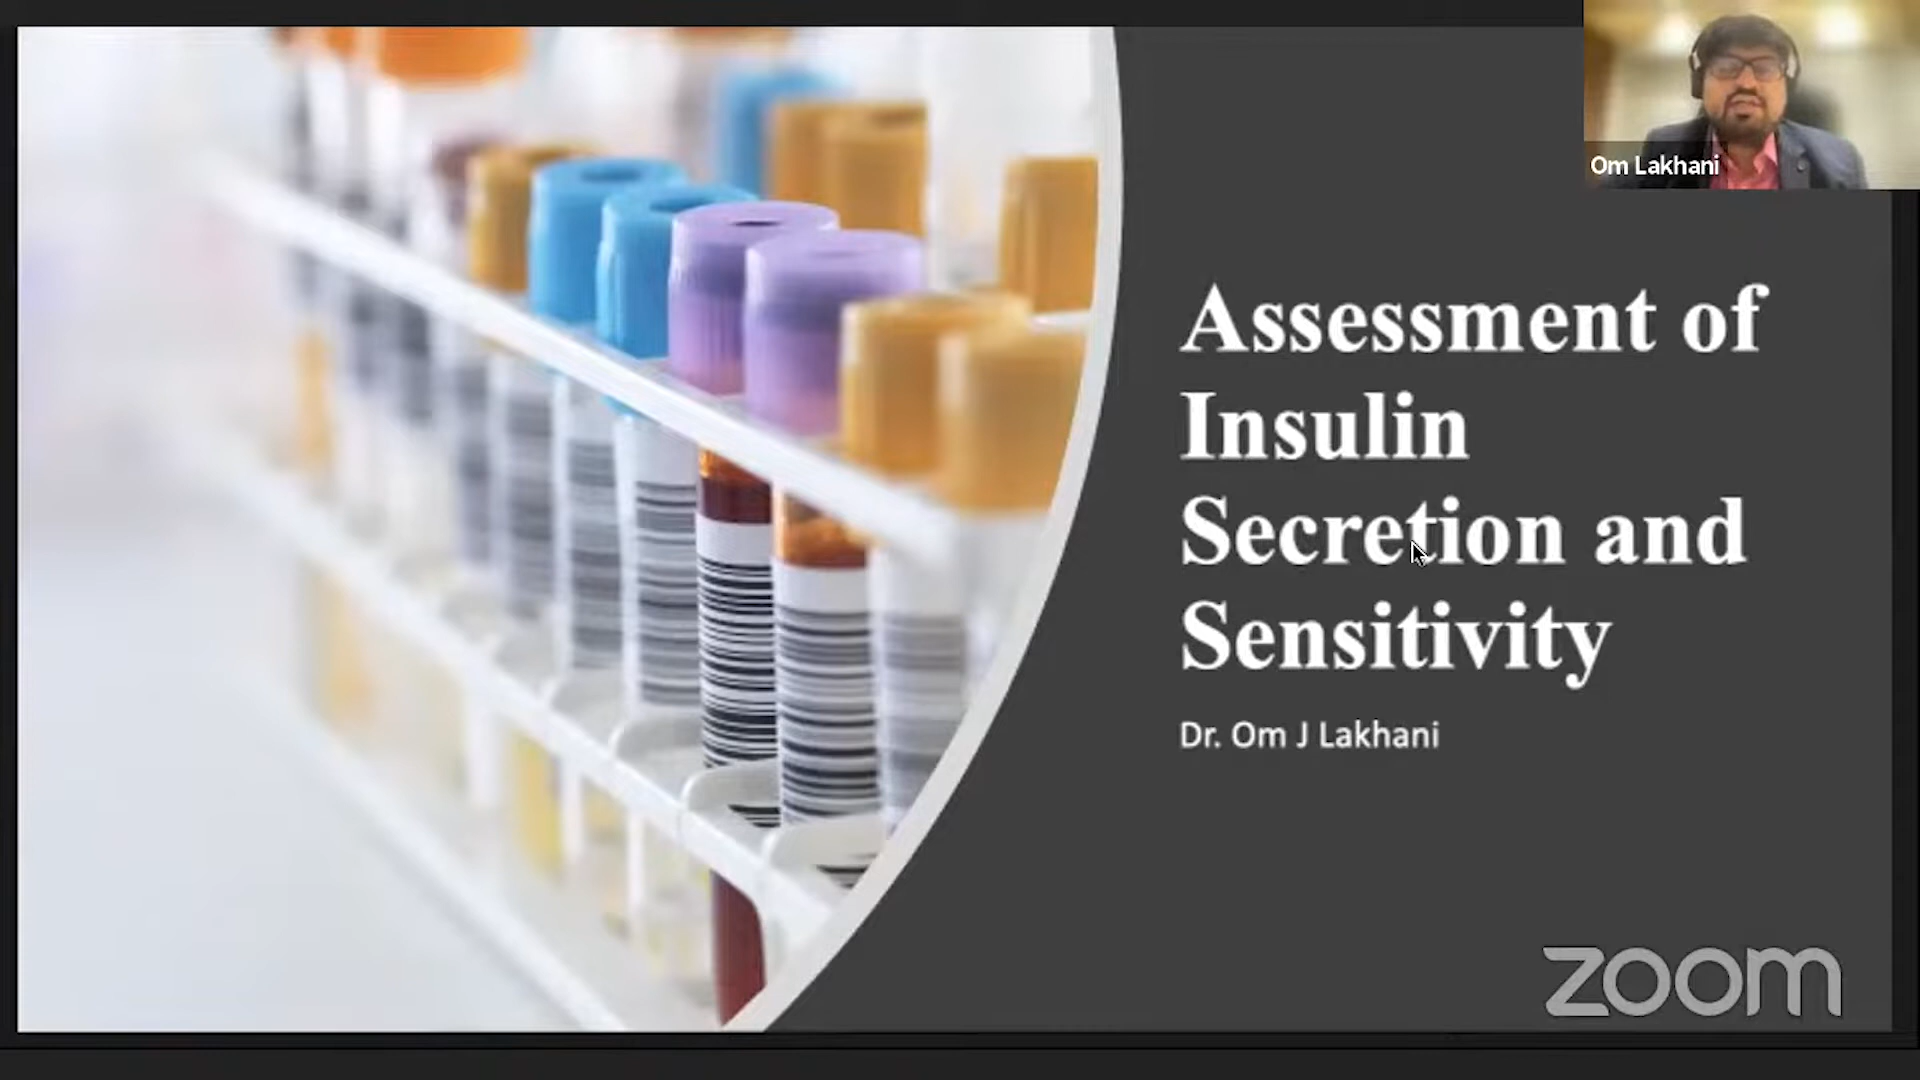 Om Lakhani
Assessment of
Insulin
Secretion and
Sensitivity
Dr. Om J Lakhani
zoom